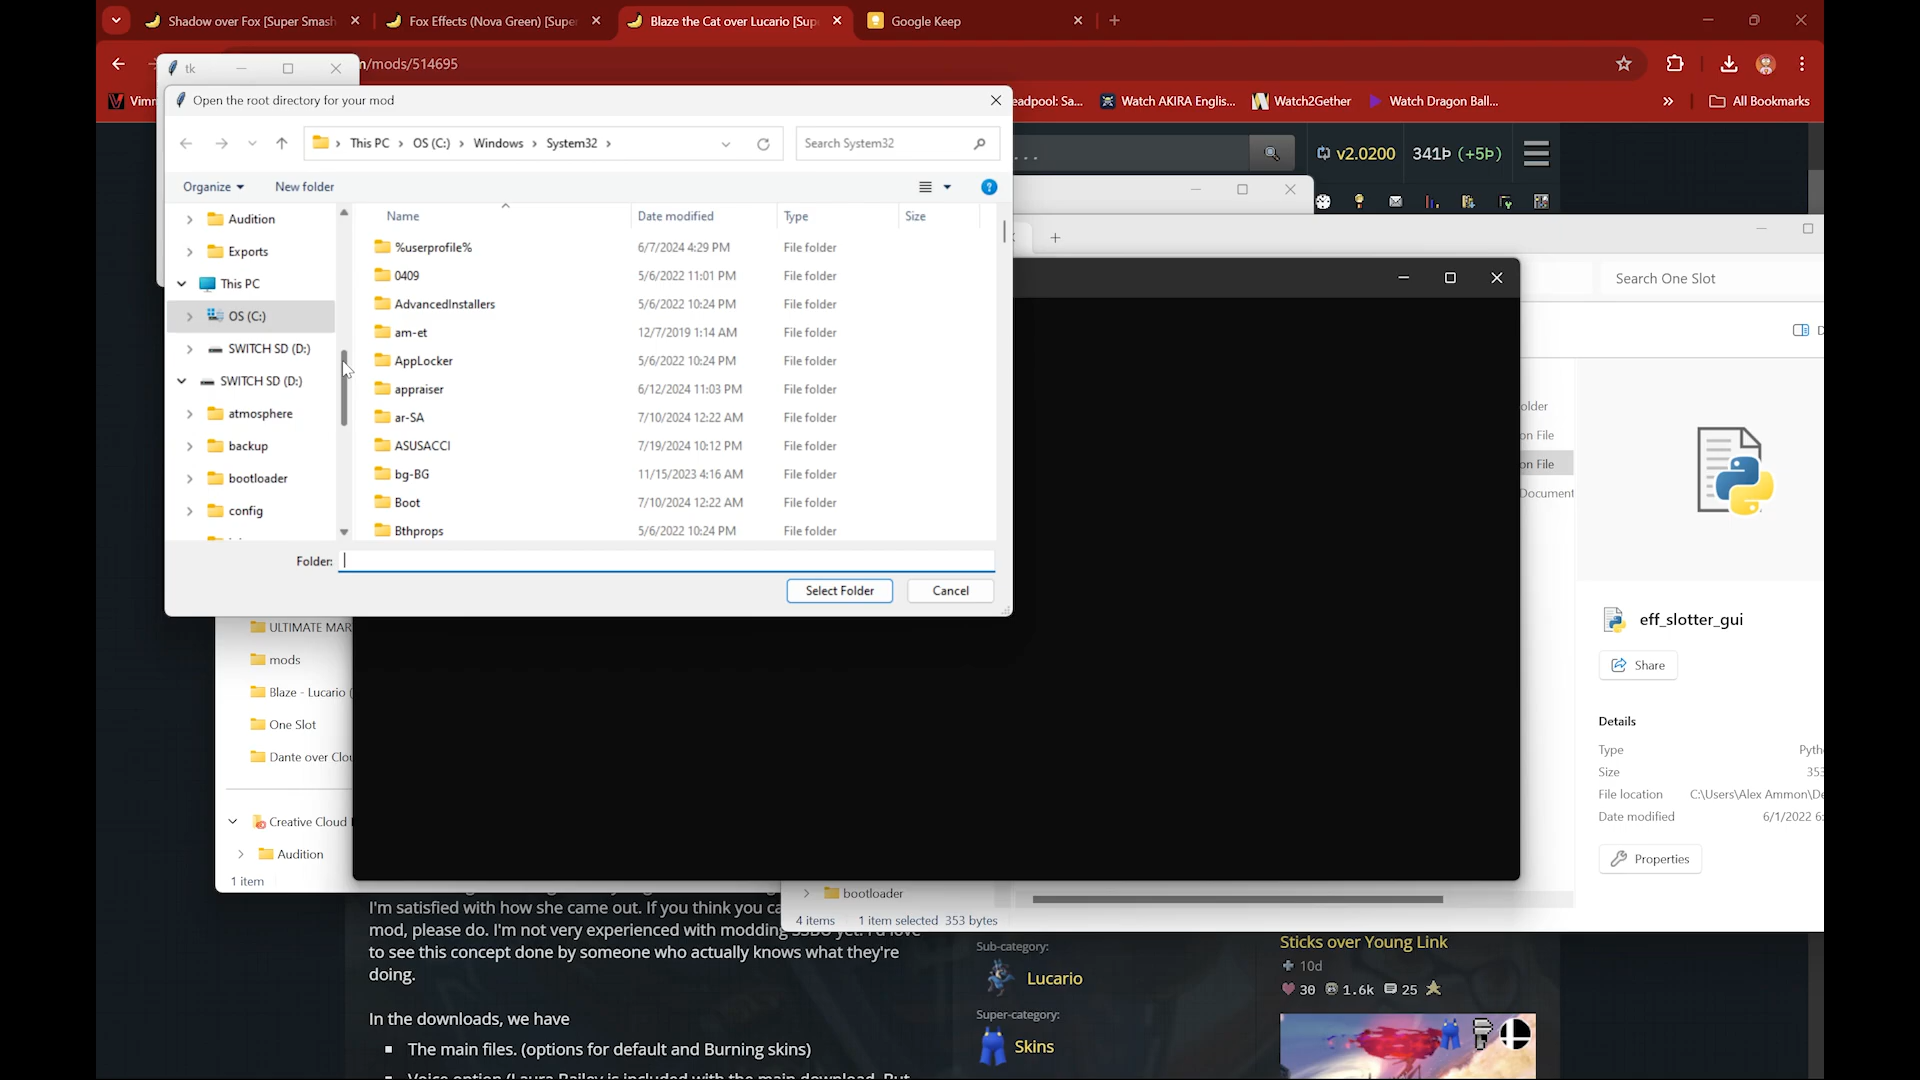 Shadow over Fox [Super Smash
Fox Effects (Nova Green) [Super
Blaze the Cat over Lucario [Sup
Google Keep
tk
/mods/514695
Open the root directory for your mod
eadpool: Sa...
Watch AKIRA Englis...
Watch2Gether
Watch Dragon Ball...
All Bookmarks
This PC
OS (C:)
Windows
System32
Search System32
v2.0200
341Þ (+5Þ)
Organize
New folder
Name
Date modified
Type
Size
Audition
Exports
This PC
OS (C:)
SWITCH SD (D:)
SWITCH SD (D:)
atmosphere
backup
bootloader
config
%userprofile% 6/7/2024 4:29 PM File folder
0409 5/6/2022 11:01 PM File folder
AdvancedInstallers 5/6/2022 10:24 PM File folder
am-et 12/7/2019 1:14 AM File folder
AppLocker 5/6/2022 10:24 PM File folder
appraiser 6/12/2024 11:03 PM File folder
ar-SA 7/10/2024 12:22 AM File folder
ASUSACCI 7/19/2024 10:12 PM File folder
bg-BG 11/15/2023 4:16 AM File folder
Boot 7/10/2024 12:22 AM File folder
Bthprops 5/6/2022 10:24 PM File folder
Folder:
Select Folder
Cancel
Search One Slot
older
on File
on File
Document
eff_slotter_gui
Share
Details
Type Pyth
Size 353
File location C:\Users\Alex Ammon\De
Date modified 6/1/2022 6:
Properties
ULTIMATE MAR
mods
Blaze - Lucario (
One Slot
Dante over Clou
Creative Cloud
Audition
1 item
bootloader
4 items 1 item selected 353 bytes
I'm satisfied with how she came out. If you think you ca
mod, please do. I'm not very experienced with modding
to see this concept done by someone who actually knows what they're
doing.
In the downloads, we have
The main files. (options for default and Burning skins)
Sub-category:
Lucario
Super-category:
Skins
Sticks over Young Link
10d
30 1.6k 25